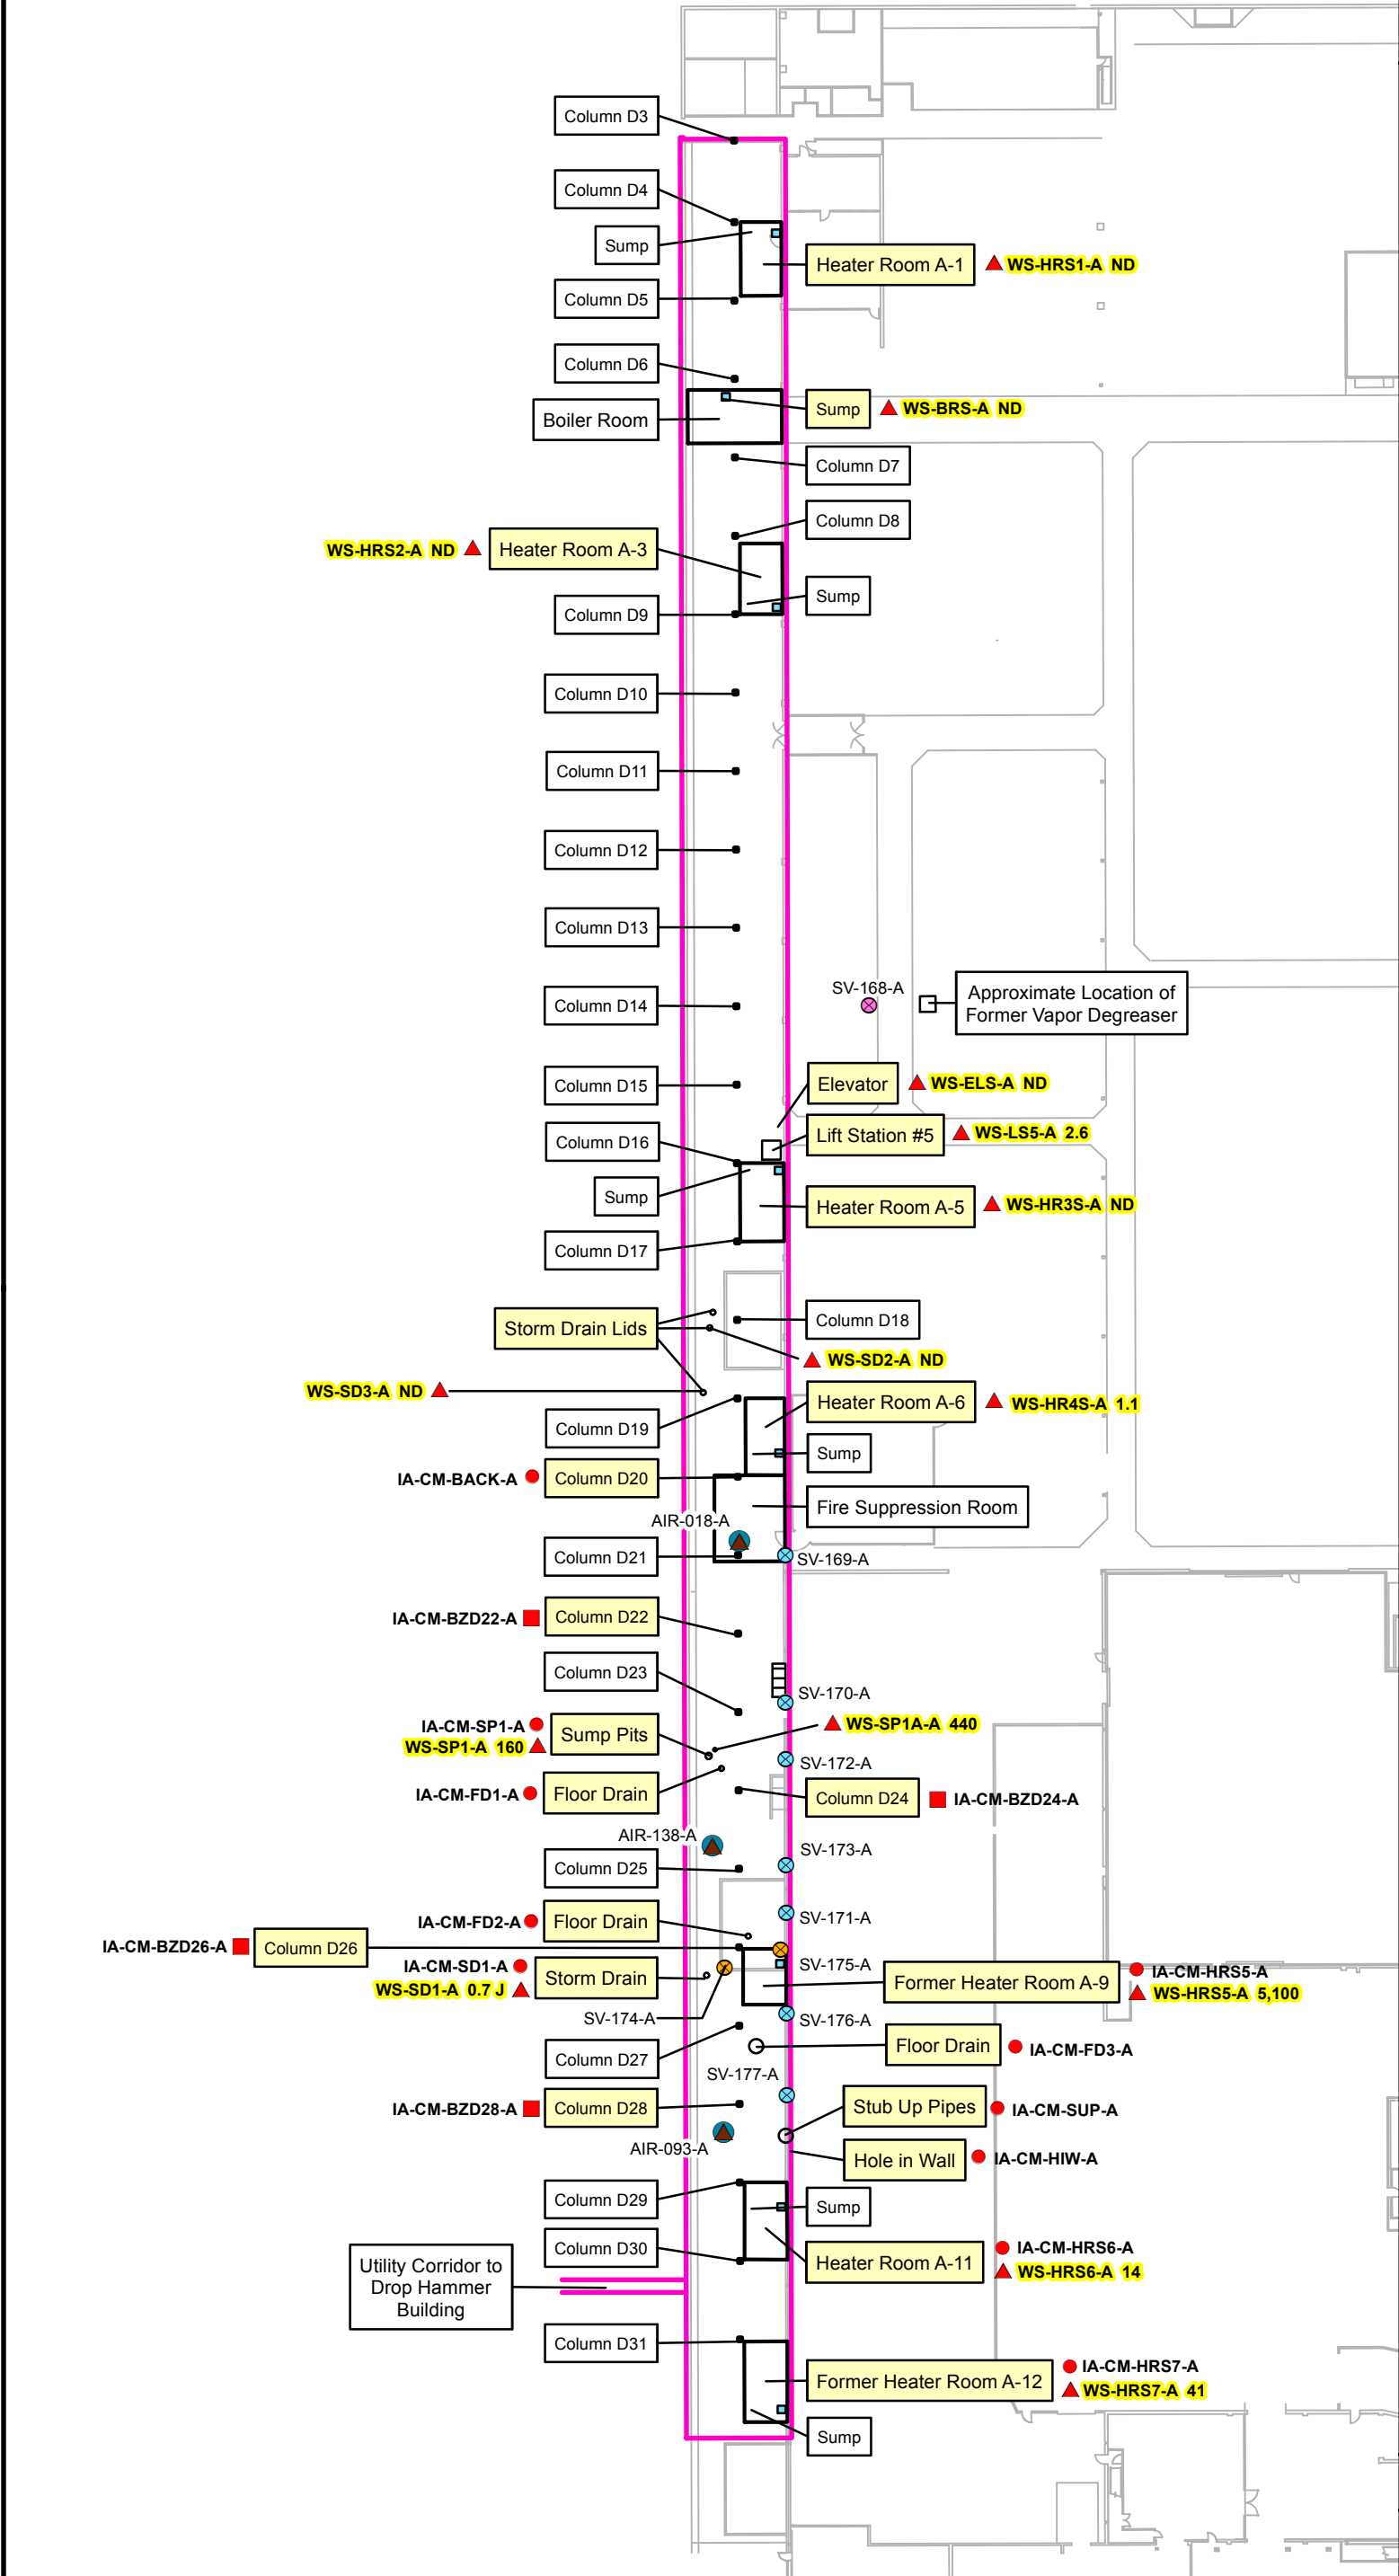 Column D3
Column D4
Sump
Heater Room A-1
WS-HRS1-A ND
Column D5
Column D6
Sump
WS-BRS-A ND
Boiler Room
Column D7
Column D8
WS-HRS2-A ND
Heater Room A-3
Sump
Column D9
Column D10
Column D11
Column D12
Column D13
SV-168-A
Approximate Location of
Former Vapor Degreaser
Column D14
Column D15
Elevator
WS-ELS-A ND
Lift Station #5
WS-LS5-A 2.6
Column D16
Sump
Heater Room A-5
WS-HR3S-A ND
Column D17
Storm Drain Lids
Column D18
WS-SD2-A ND
WS-SD3-A ND
Heater Room A-6
WS-HR4S-A 1.1
Column D19
Sump
IA-CM-BACK-A
Column D20
Fire Suppression Room
AIR-018-A
Column D21
SV-169-A
IA-CM-BZD22-A
Column D22
Column D23
SV-170-A
IA-CM-SP1-A
WS-SP1-A 160
Sump Pits
WS-SP1A-A 440
SV-172-A
IA-CM-FD1-A
Floor Drain
Column D24
IA-CM-BZD24-A
AIR-138-A
SV-173-A
Column D25
IA-CM-FD2-A
Floor Drain
SV-171-A
IA-CM-BZD26-A
Column D26
IA-CM-SD1-A
WS-SD1-A 0.7 J
Storm Drain
SV-175-A
Former Heater Room A-9
IA-CM-HRS5-A
WS-HRS5-A 5,100
SV-174-A
SV-176-A
Column D27
Floor Drain
IA-CM-FD3-A
SV-177-A
IA-CM-BZD28-A
Column D28
Stub Up Pipes
IA-CM-SUP-A
AIR-093-A
Hole in Wall
IA-CM-HIW-A
Column D29
Sump
Column D30
Heater Room A-11
IA-CM-HRS6-A
WS-HRS6-A 14
Utility Corridor to
Drop Hammer
Building
Column D31
Former Heater Room A-12
IA-CM-HRS7-A
WS-HRS7-A 41
Sump